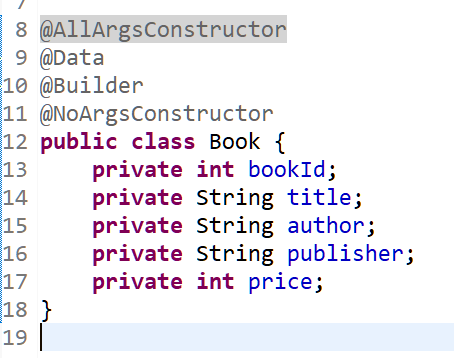 7
8 @AllArgsConstructor
9 @Data
10 @Builder
11 @NoArgsConstructor
12 public class Book {
13     private int bookId;
14     private String title;
15     private String author;
16     private String publisher;
17     private int price;
18 }
19